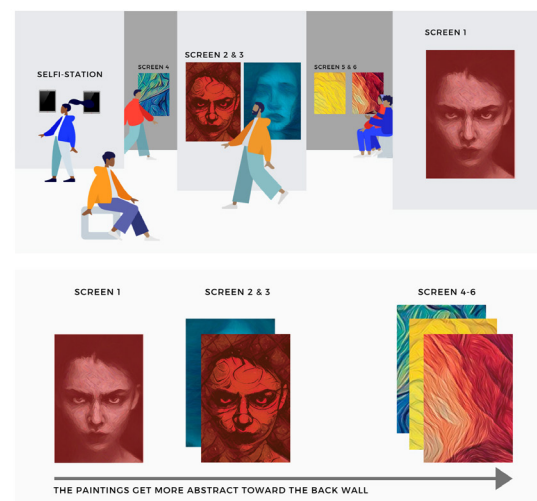 SCREEN 1
SCREEN 2 & 3
SCREEN 4
SCREEN 5 & 6
SELFI-STATION
SCREEN 1
SCREEN 2 & 3
SCREEN 4-6
THE PAINTINGS GET MORE ABSTRACT TOWARD THE BACK WALL